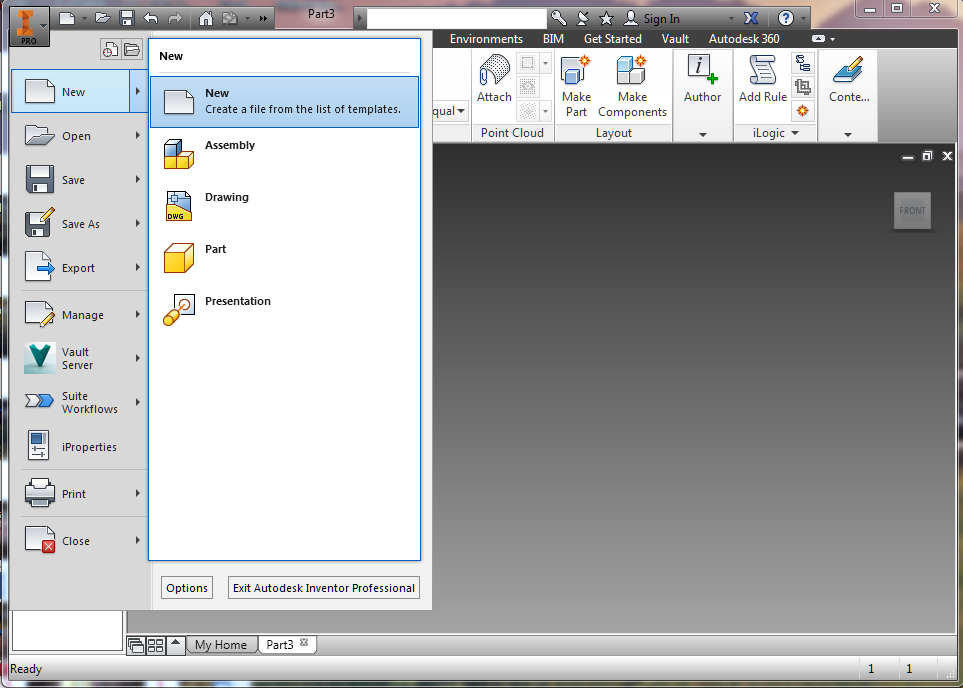 Part3
Sign In
PRO
Environments
BIM
Get Started
Vault
Autodesk 360
qual
Attach
Point Cloud
Make
Part
Make
Components
Layout
Author
Add Rule
iLogic
Conte...
FRONT
New
Open
Save
Save As
Export
Manage
Vault
Server
Suite
Workflows
iProperties
Print
Close
New
New
Create a file from the list of templates.
Assembly
DWG
Drawing
Part
Presentation
Options
Exit Autodesk Inventor Professional
My Home
Part3
Ready
1
1